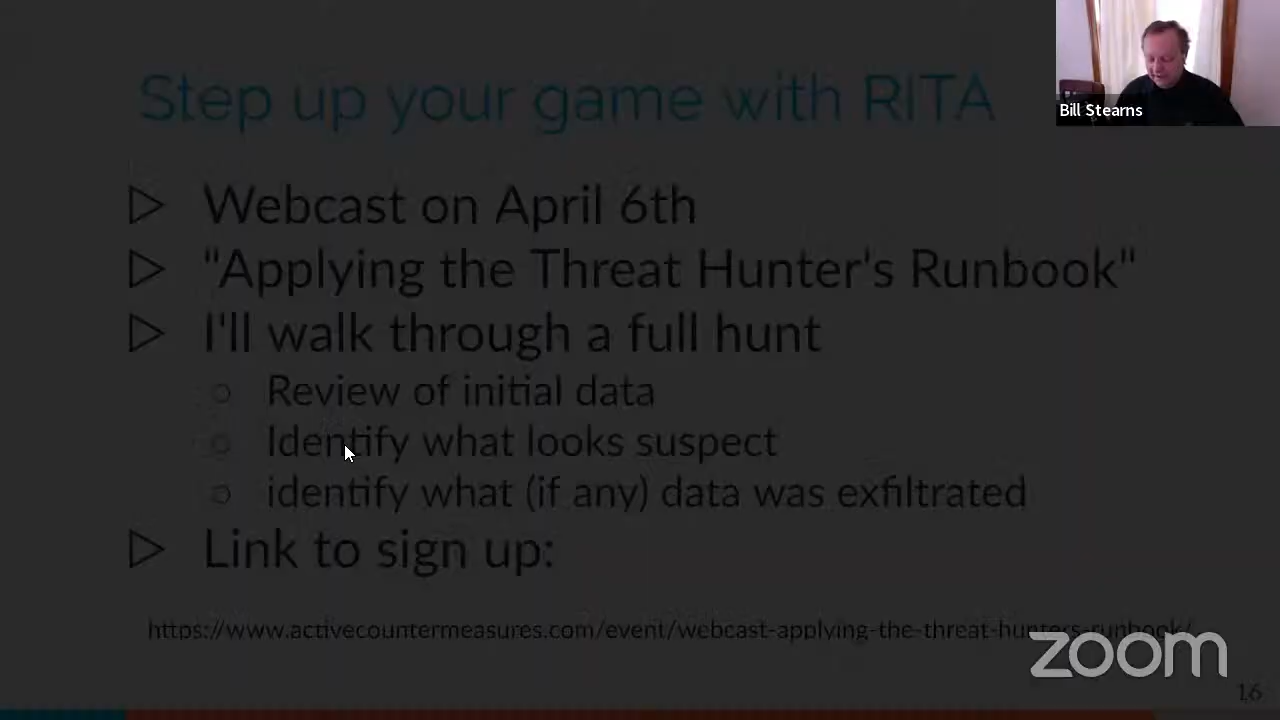 Step up your game with RITA
Bill Stearns
▷ Webcast on April 6th
▷ "Applying the Threat Hunter's Runbook"
▷ I'll walk through a full hunt
○ Review of initial data
○ Identify what looks suspect
○ identify what (if any) data was exfiltrated
▷ Link to sign up:
https://www.activecountermeasures.com/event/webcast-applying-the-threat-hunters-runbook/
zoom
16